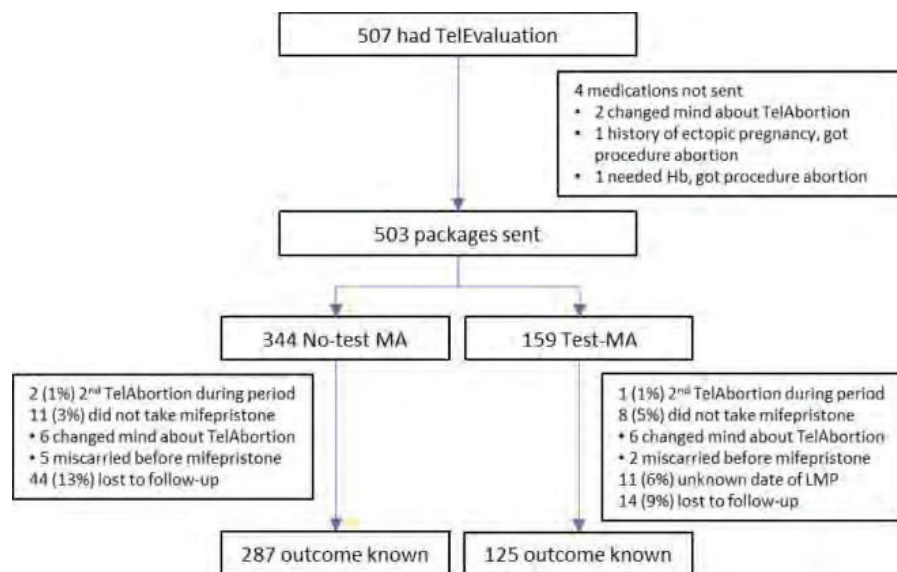 507 had TelEvaluation
4 medications not sent
• 2 changed mind about TelAbortion
• 1 history of ectopic pregnancy, got
procedure abortion
• 1 needed Hb, got procedure abortion
503 packages sent
344 No-test MA
159 Test-MA
2 (1%) 2nd TelAbortion during period
11 (3%) did not take mifepristone
• 6 changed mind about TelAbortion
• 5 miscarried before mifepristone
44 (13%) lost to follow-up
1 (1%) 2nd TelAbortion during period
8 (5%) did not take mifepristone
• 6 changed mind about TelAbortion
• 2 miscarried before mifepristone
11 (6%) unknown date of LMP
14 (9%) lost to follow-up
287 outcome known
125 outcome known